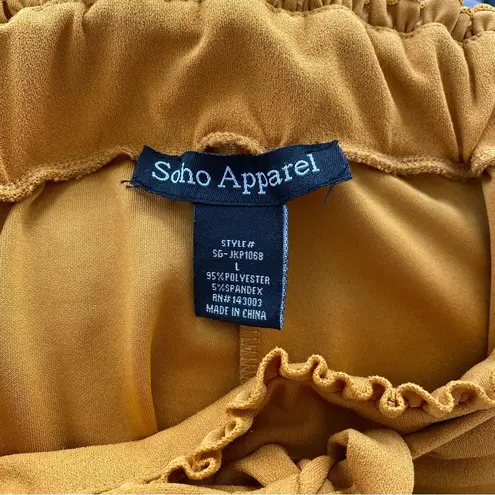 Soho Apparel
STYLE#
SG-JKP1068
L
95%POLYESTER
5%SPANDEX
RN#143003
MADE IN CHINA